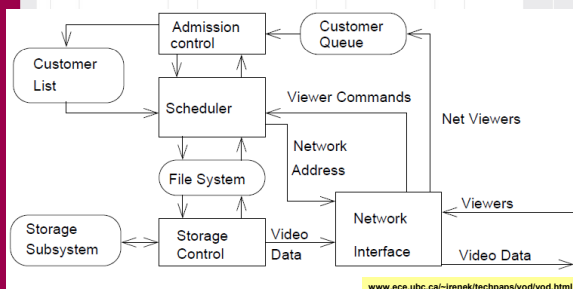 Admission
control
Customer
Queue
Customer
List
Scheduler
Viewer Commands
Net Viewers
Network
Address
File System
Storage
Subsystem
Storage
Control
Video
Data
Network
Interface
Viewers
Video Data
www.ece.ubc.ca/~irenek/techpaps/vod/vod.html